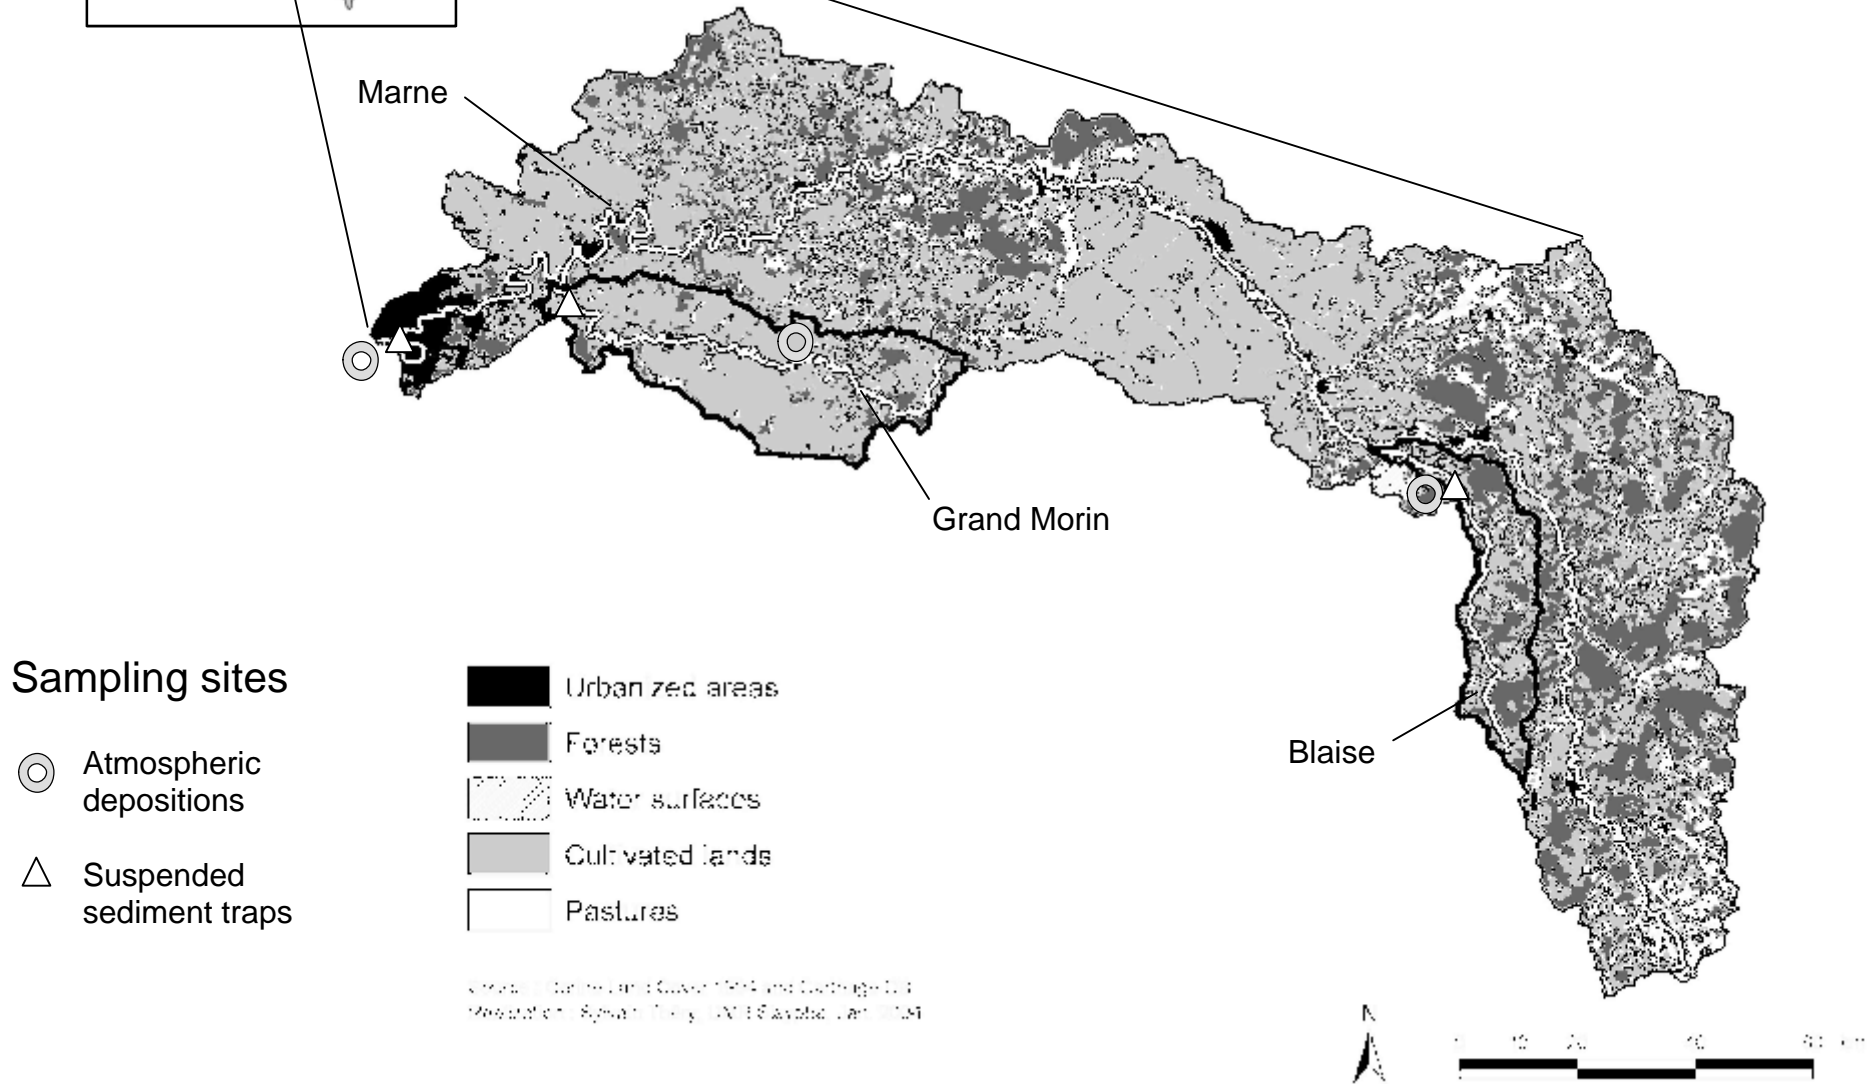 Marne
Grand Morin
Blaise
Sampling sites
Atmospheric
depositions
Suspended
sediment traps
Urbanized areas
Forests
Water surfaces
Cultivated lands
Pastures
N